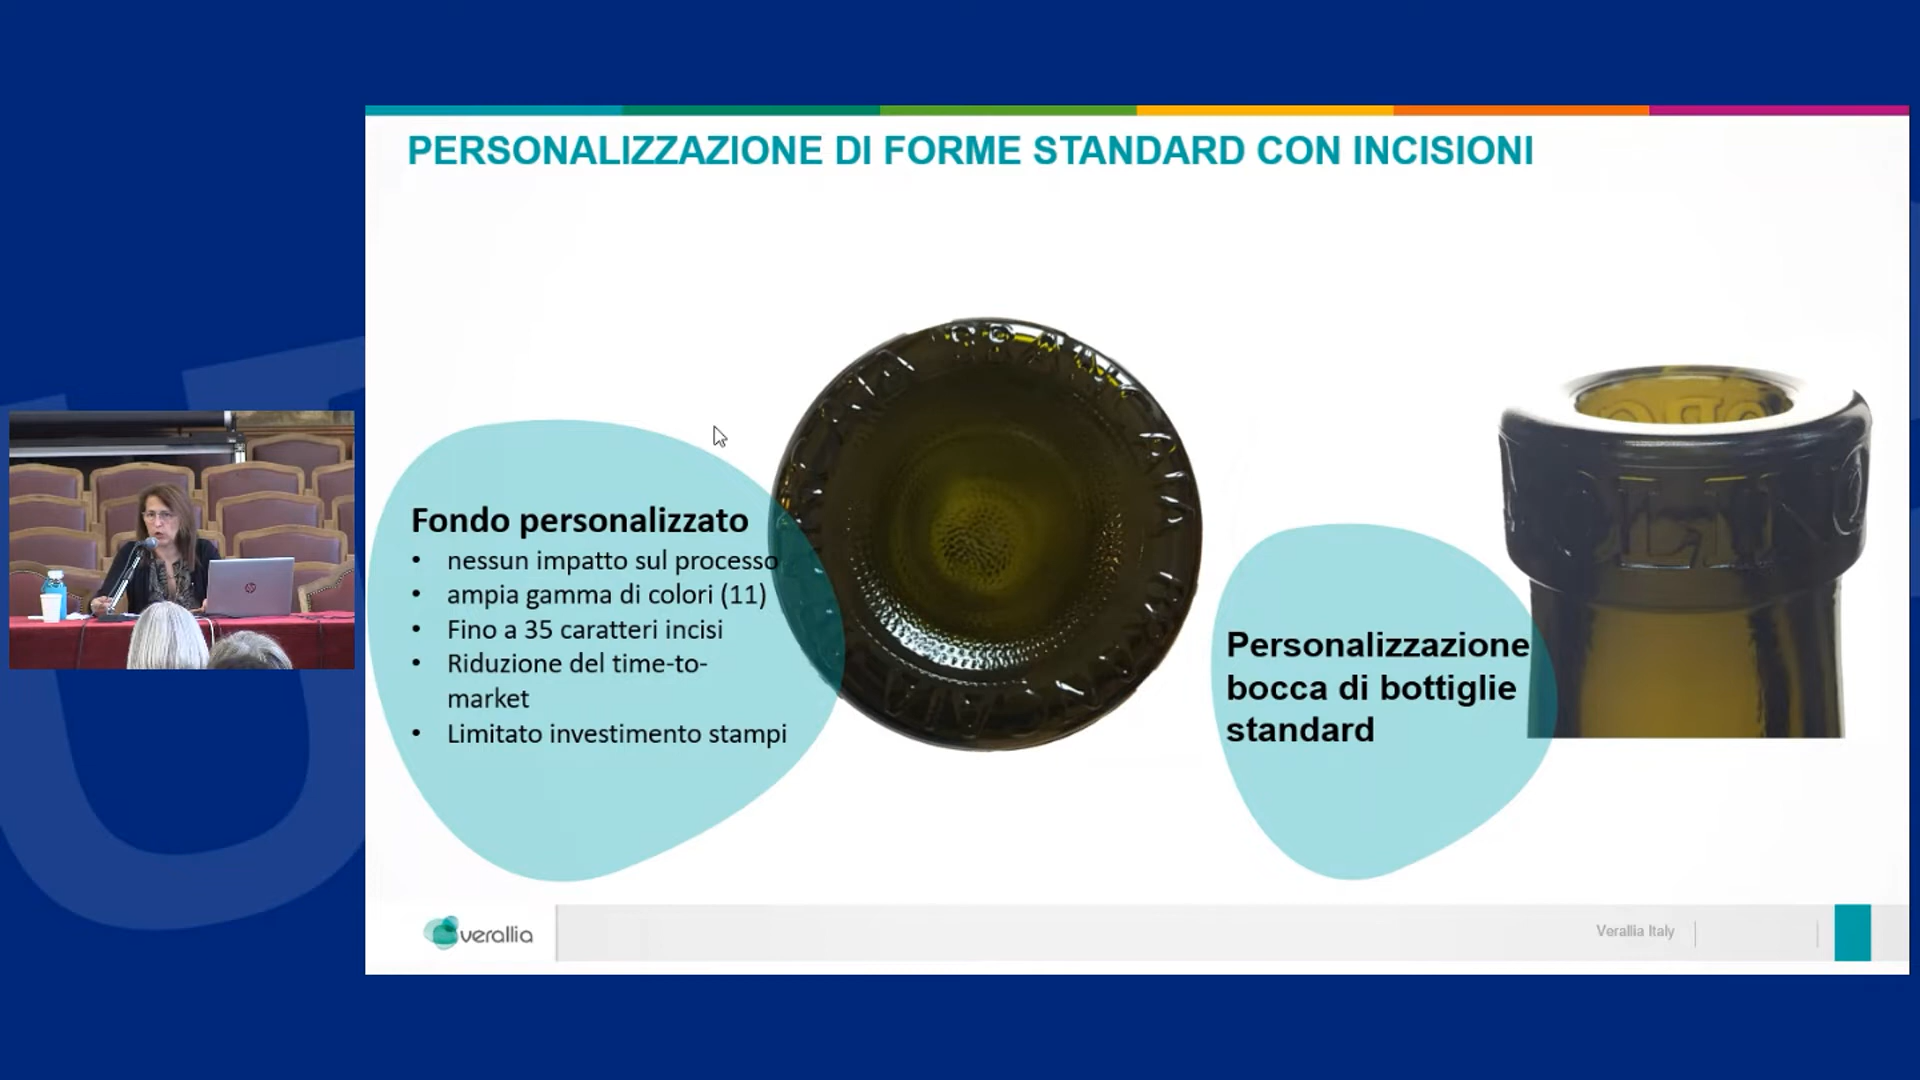 PERSONALIZZAZIONE DI FORME STANDARD CON INCISIONI
Fondo personalizzato
• nessun impatto sul processo
• ampia gamma di colori (11)
• Fino a 35 caratteri incisi
• Riduzione del time-to-
market
• Limitato investimento stampi
Personalizzazione
bocca di bottiglie
standard
verallia
Verallia Italy